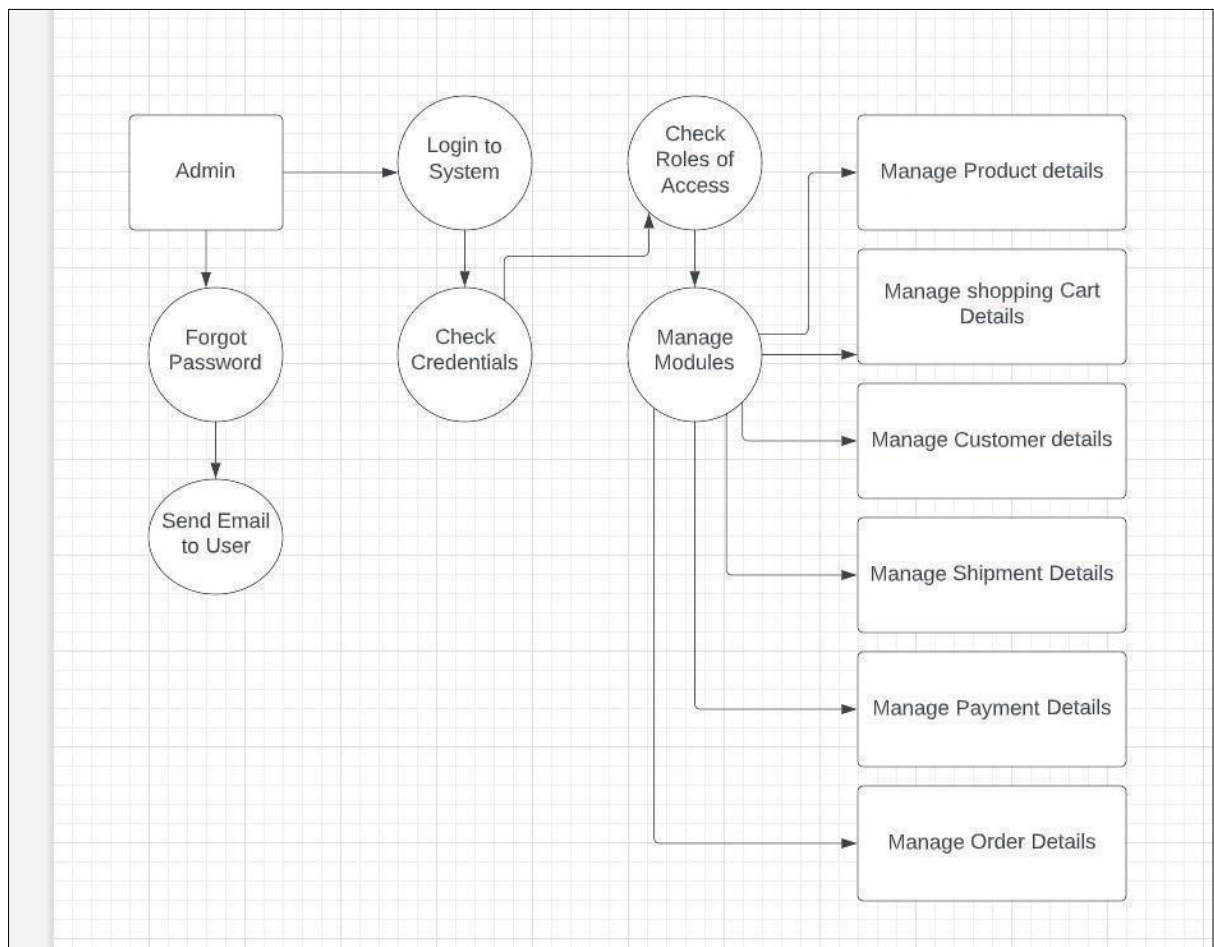 Admin
Login to
System
Check
Roles of
Access
Manage Product details
Manage shopping Cart
Details
Forgot
Password
Check
Credentials
Manage
Modules
Manage Customer details
Send Email
to User
Manage Shipment Details
Manage Payment Details
Manage Order Details